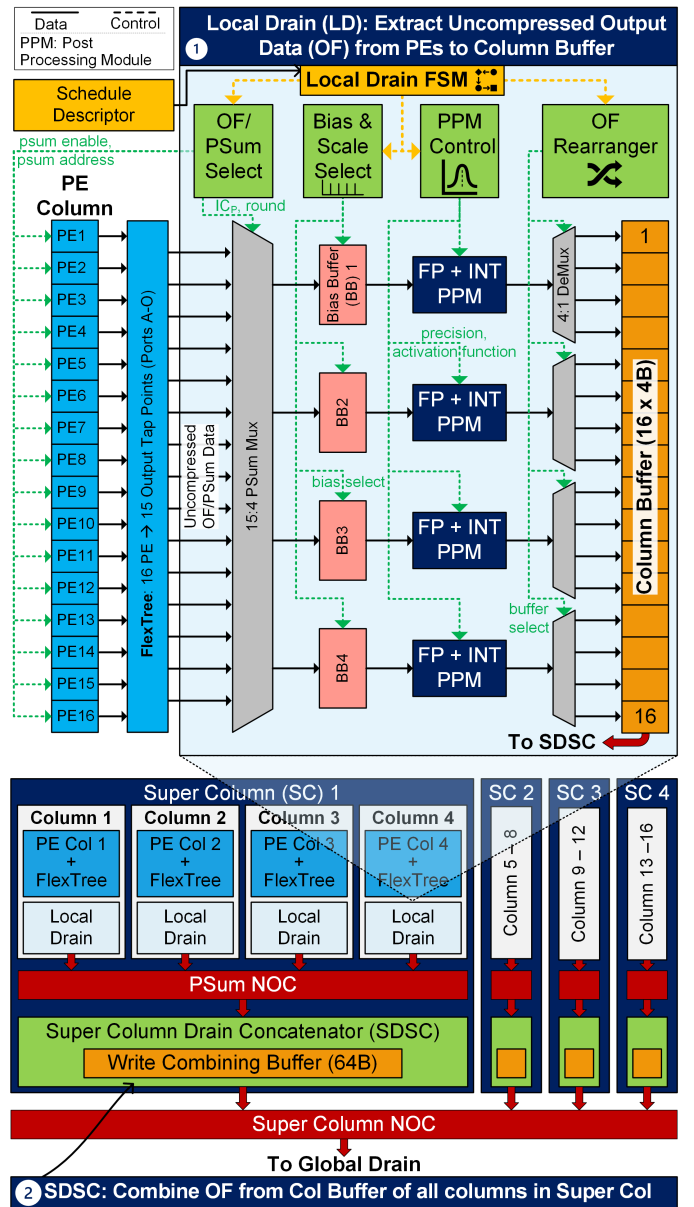 Data
Control
PPM: Post
Processing Module
1
Local Drain (LD): Extract Uncompressed Output
Data (OF) from PEs to Column Buffer
Schedule
Descriptor
Local Drain FSM
OF/
PSum
Select
Bias &
Scale
Select
PPM
Control
OF
Rearranger
psum enable,
psum address
PE
Column
IC_P, round
PE1
PE2
PE3
PE4
PE5
PE6
PE7
PE8
PE9
PE10
PE11
PE12
PE13
PE14
PE15
PE16
FlexTree: 16 PE → 15 Output Tap Points (Ports A-O)
Uncompressed
OF/PSum Data
15:4 PSum Mux
Bias Buffer
(BB) 1
BB2
BB3
BB4
bias select
FP + INT
PPM
precision,
activation function
FP + INT
PPM
FP + INT
PPM
FP + INT
PPM
4:1 DeMux
buffer
select
1
Column Buffer (16 x 4B)
16
To SDSC
Super Column (SC) 1
SC 2
SC 3
SC 4
Column 1
Column 2
Column 3
Column 4
PE Col 1
+
FlexTree
PE Col 2
+
FlexTree
PE Col 3
+
FlexTree
PE Col 4
+
FlexTree
Local
Drain
Local
Drain
Local
Drain
Local
Drain
Column 5 – 8
Column 9 – 12
Column 13 –16
PSum NOC
Super Column Drain Concatenator (SDSC)
Write Combining Buffer (64B)
Super Column NOC
To Global Drain
2 SDSC: Combine OF from Col Buffer of all columns in Super Col